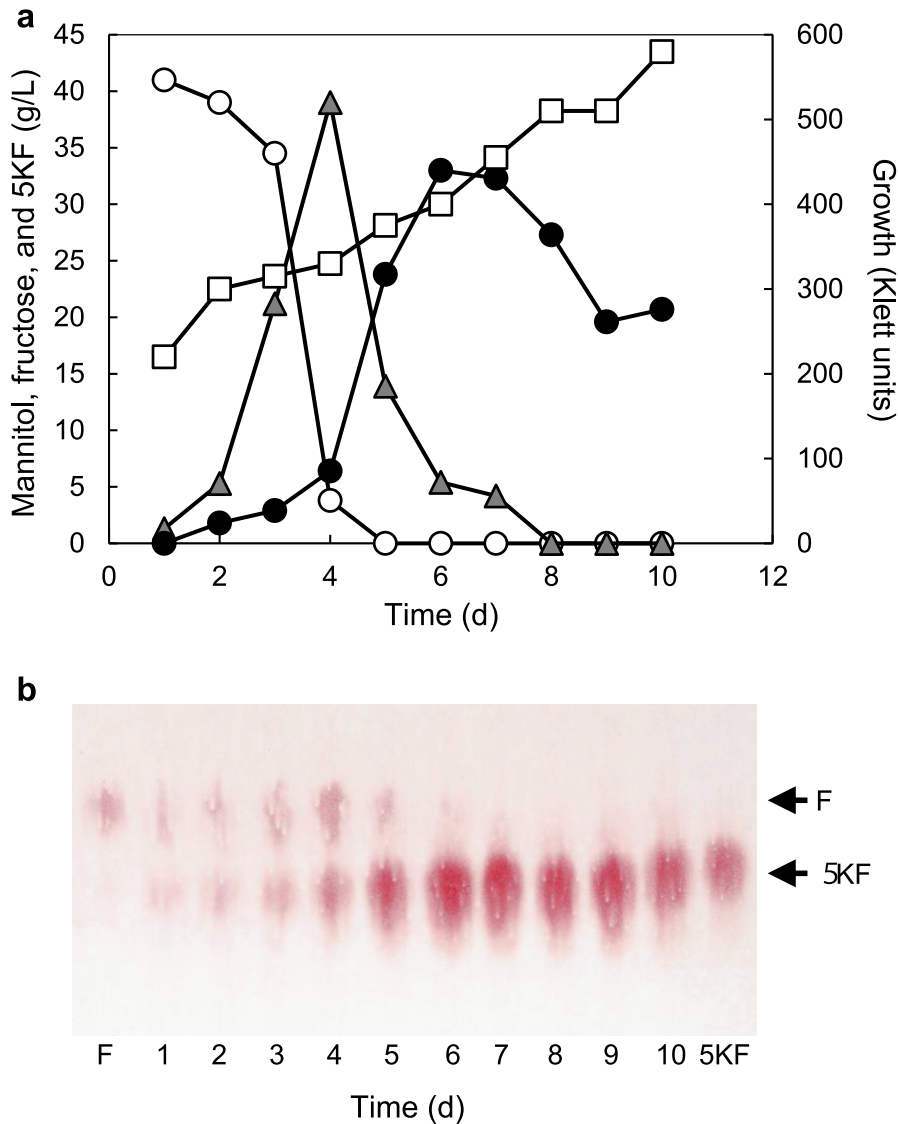 a
Mannitol, fructose, and 5KF (g/L)
45
40
35
30
25
20
15
10
5
0
600
500
400
300
200
100
0
Growth (Klett units)
0 2 4 6 8 10 12
Time (d)
b
F
5KF
F 1 2 3 4 5 6 7 8 9 10 5KF
Time (d)